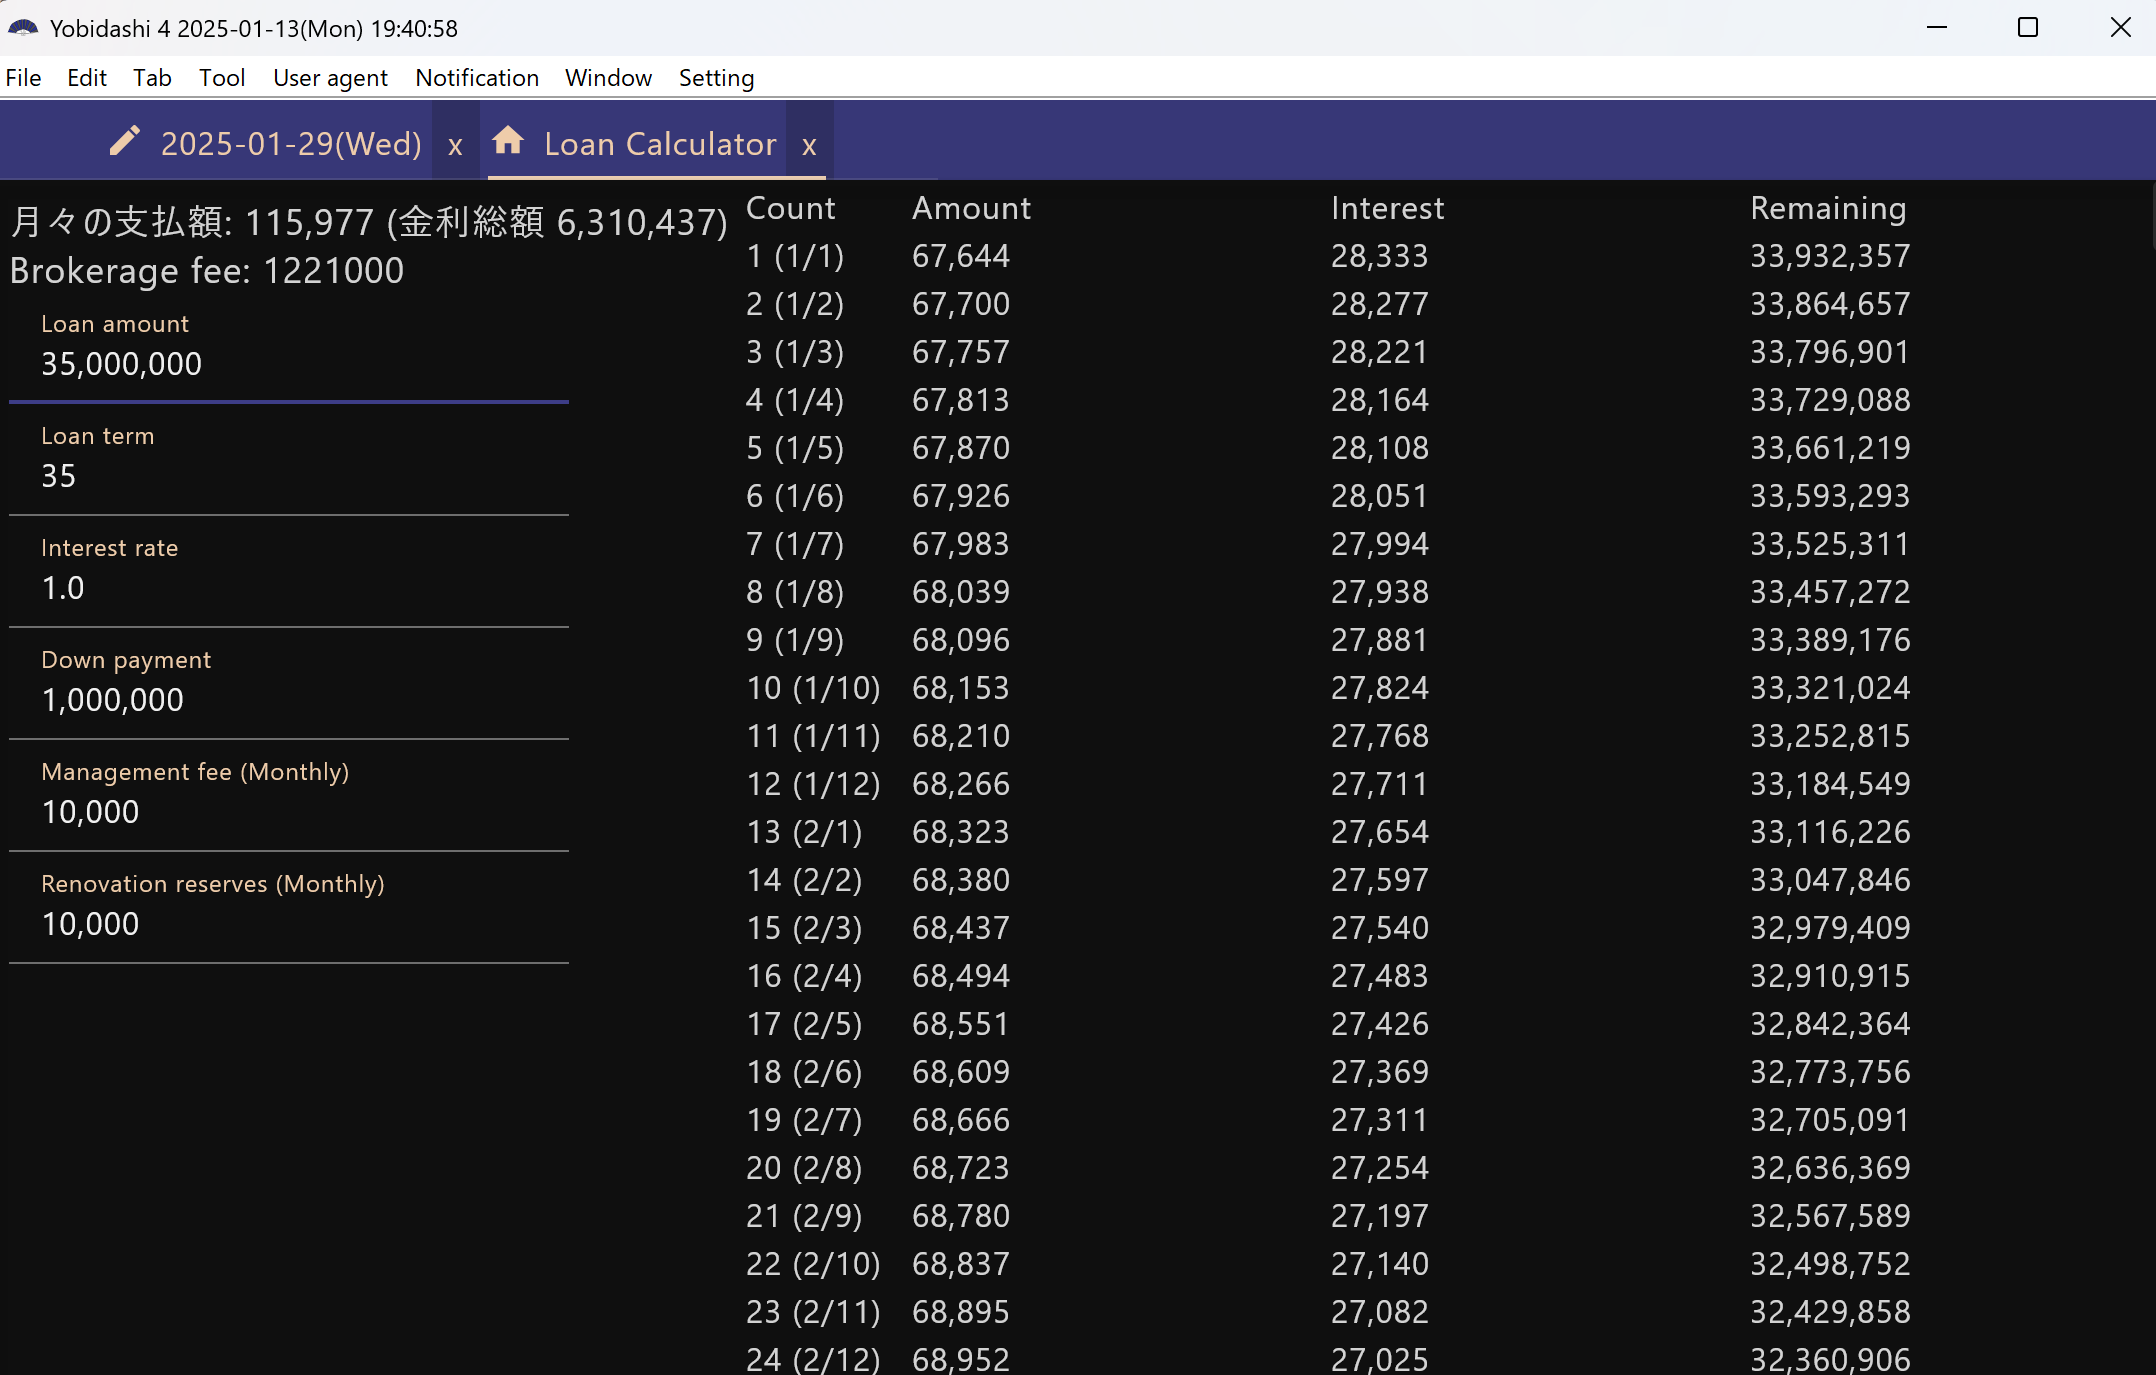 Yobidashi 4 2025-01-13(Mon) 19:40:58
File Edit Tab Tool User agent Notification Window Setting
2025-01-29(Wed) x Loan Calculator x
月々の支払額: 115,977 (金利総額 6,310,437)
Brokerage fee: 1221000
Loan amount
35,000,000
Loan term
35
Interest rate
1.0
Down payment
1,000,000
Management fee (Monthly)
10,000
Renovation reserves (Monthly)
10,000
Count Amount Interest Remaining
1 (1/1) 67,644 28,333 33,932,357
2 (1/2) 67,700 28,277 33,864,657
3 (1/3) 67,757 28,221 33,796,901
4 (1/4) 67,813 28,164 33,729,088
5 (1/5) 67,870 28,108 33,661,219
6 (1/6) 67,926 28,051 33,593,293
7 (1/7) 67,983 27,994 33,525,311
8 (1/8) 68,039 27,938 33,457,272
9 (1/9) 68,096 27,881 33,389,176
10 (1/10) 68,153 27,824 33,321,024
11 (1/11) 68,210 27,768 33,252,815
12 (1/12) 68,266 27,711 33,184,549
13 (2/1) 68,323 27,654 33,116,226
14 (2/2) 68,380 27,597 33,047,846
15 (2/3) 68,437 27,540 32,979,409
16 (2/4) 68,494 27,483 32,910,915
17 (2/5) 68,551 27,426 32,842,364
18 (2/6) 68,609 27,369 32,773,756
19 (2/7) 68,666 27,311 32,705,091
20 (2/8) 68,723 27,254 32,636,369
21 (2/9) 68,780 27,197 32,567,589
22 (2/10) 68,837 27,140 32,498,752
23 (2/11) 68,895 27,082 32,429,858
24 (2/12) 68,952 27,025 32,360,906